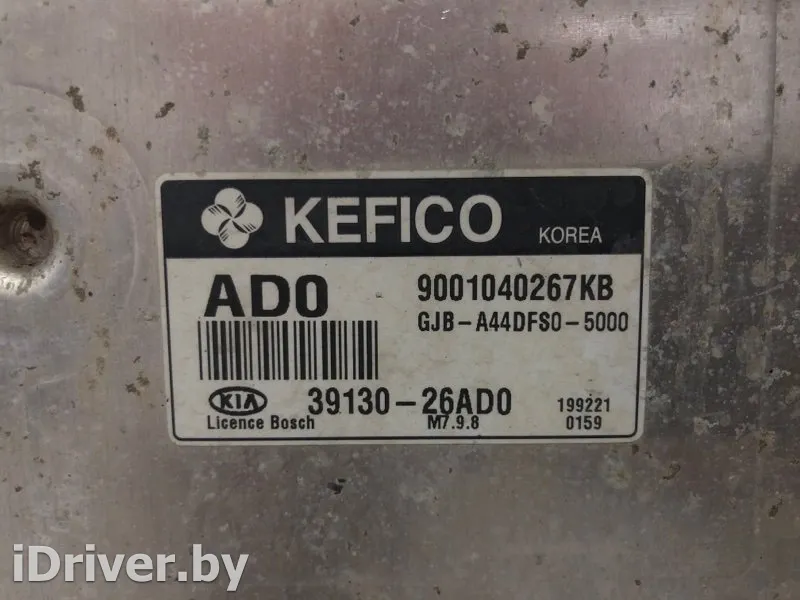 KEFICO KOREA
AD0 9001040267KB
GJB-A44DFS0-5000
KIA 39130-26AD0 199221
Licence Bosch M7.9.8 0159
iDriver.by